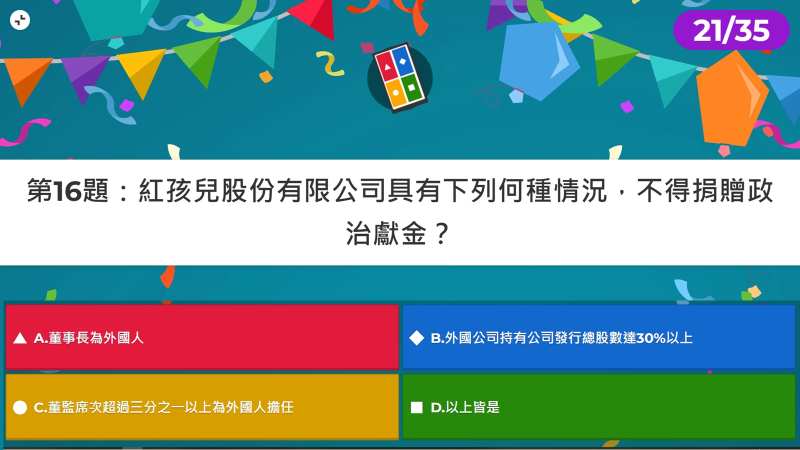 21/35
第16題：紅孩兒股份有限公司具有下列何種情況，不得捐贈政
治獻金？
A.董事長為外國人
B.外國公司持有公司發行總股數達30%以上
C.董監席次超過三分之一以上為外國人擔任
D.以上皆是